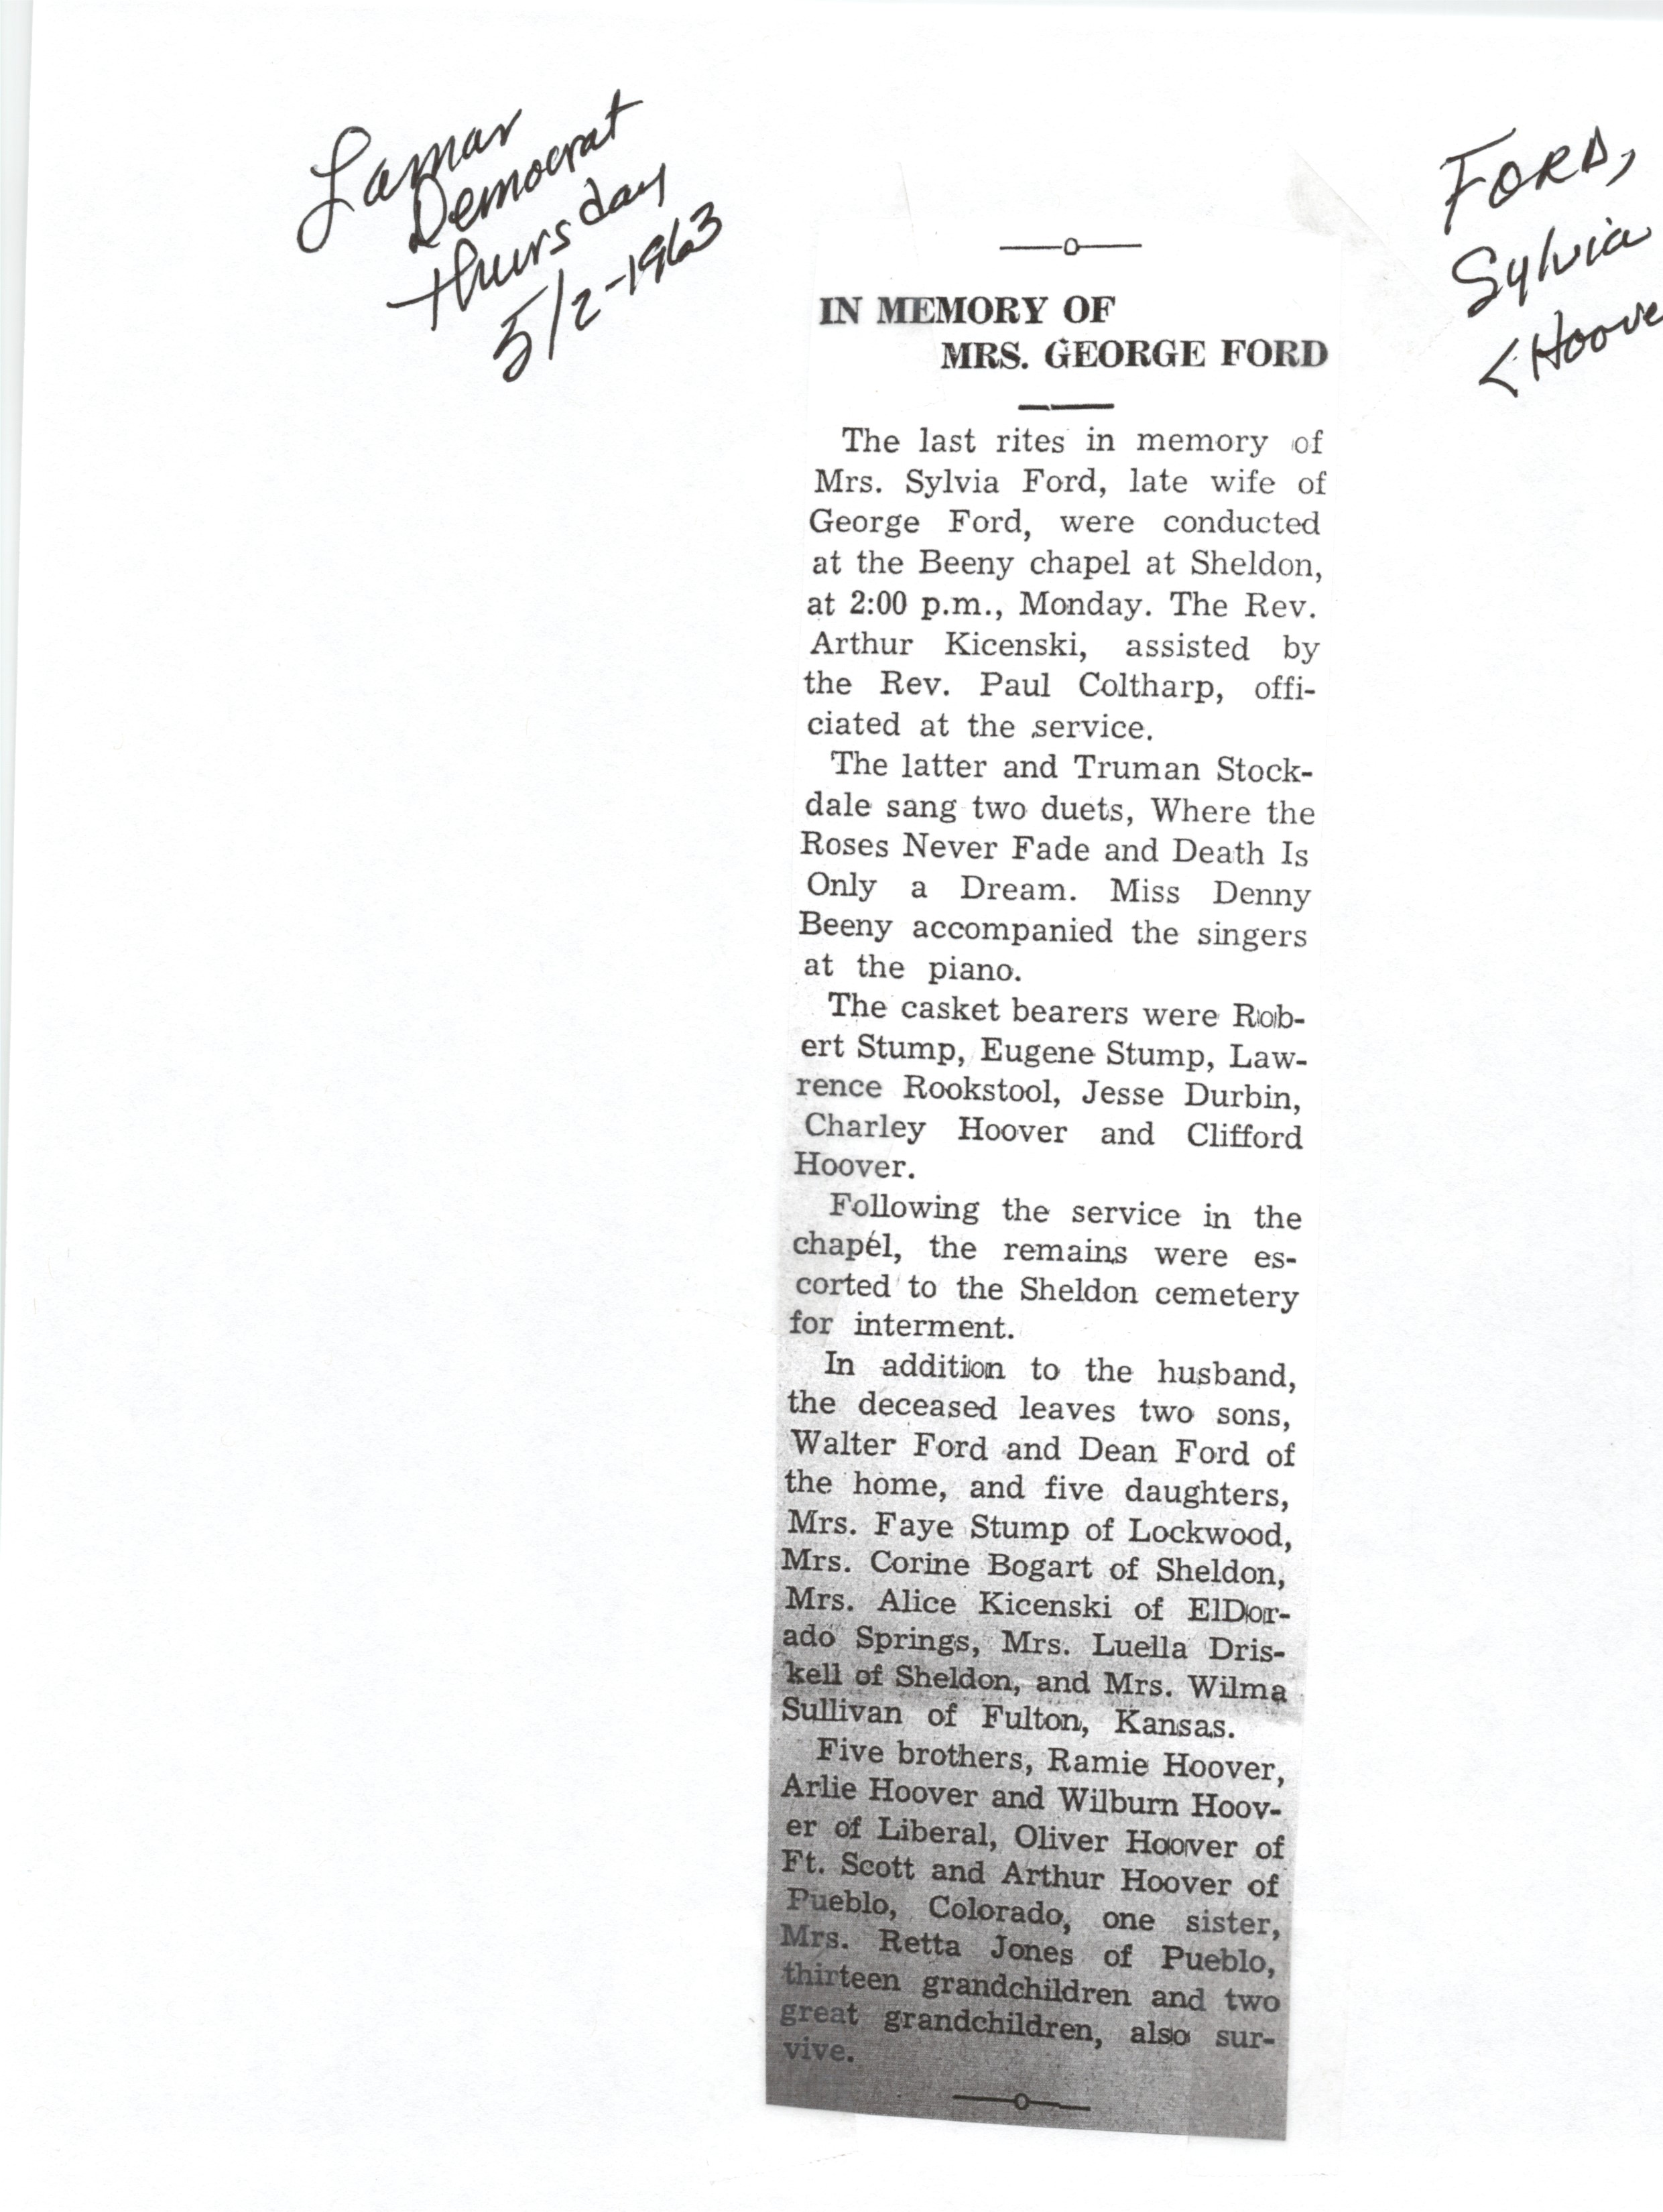 Lamar
Democrat
Thursday
5/2-1963
FORD,
Sylvia
<Hoove
IN MEMORY OF
MRS. GEORGE FORD
The last rites in memory of
Mrs. Sylvia Ford, late wife of
George Ford, were conducted
at the Beeny chapel at Sheldon,
at 2:00 p.m., Monday. The Rev.
Arthur Kicenski, assisted by
the Rev. Paul Coltharp, offi-
ciated at the service.
The latter and Truman Stock-
dale sang two duets, Where the
Roses Never Fade and Death Is
Only a Dream. Miss Denny
Beeny accompanied the singers
at the piano.
The casket bearers were Rob-
ert Stump, Eugene Stump, Law-
rence Rookstool, Jesse Durbin,
Charley Hoover and Clifford
Hoover.
Following the service in the
chapel, the remains were es-
corted to the Sheldon cemetery
for interment.
In addition to the husband,
the deceased leaves two sons,
Walter Ford and Dean Ford of
the home, and five daughters,
Mrs. Faye Stump of Lockwood,
Mrs. Corine Bogart of Sheldon,
Mrs. Alice Kicenski of ElDor-
ado Springs, Mrs. Luella Dris-
kell of Sheldon, and Mrs. Wilma
Sullivan of Fulton, Kansas.
Five brothers, Ramie Hoover,
Arlie Hoover and Wilburn Hoov-
er of Liberal, Oliver Hoover of
Ft. Scott and Arthur Hoover of
Pueblo, Colorado, one sister,
Mrs. Retta Jones of Pueblo,
thirteen grandchildren and two
great grandchildren, also sur-
vive.